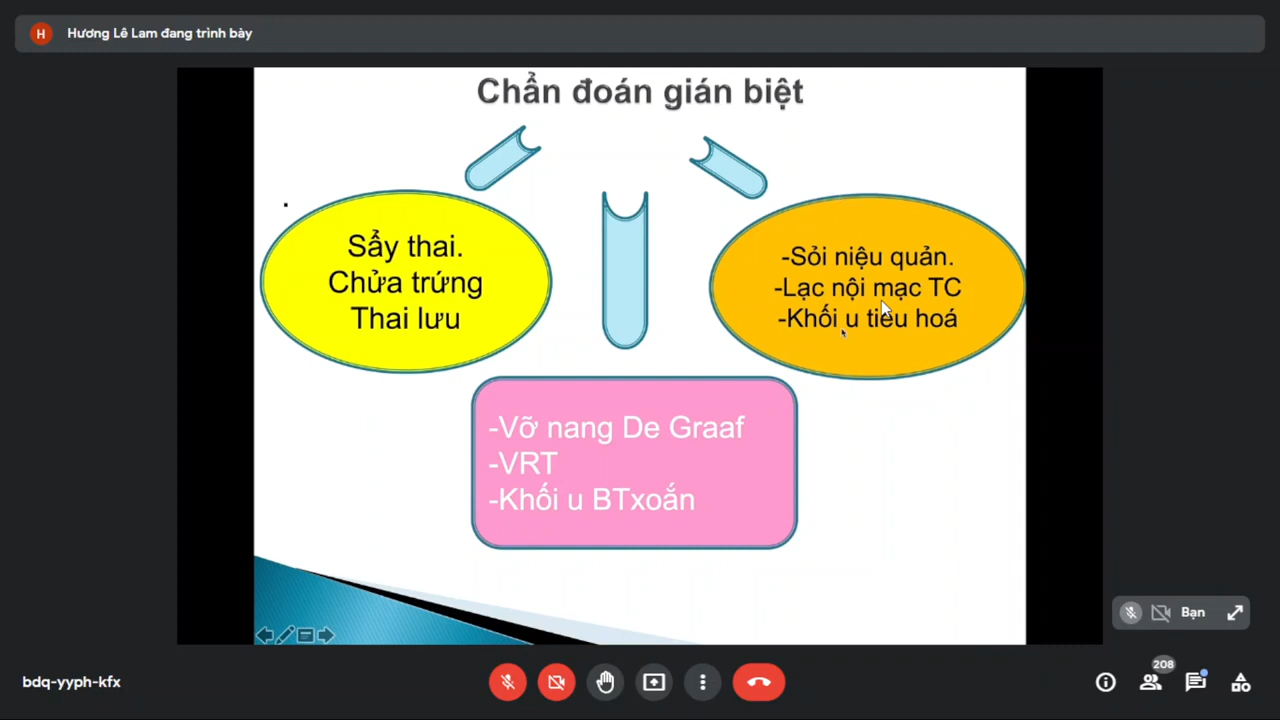 H
Hương Lê Lam đang trình bày
Chẩn đoán gián biệt
Sẩy thai.
Chửa trứng
Thai lưu
-Sỏi niệu quản.
-Lạc nội mạc TC
-Khối u tiêu hoá
-Vỡ nang De Graaf
-VRT
-Khối u BTxoắn
Bạn
bdq-yyph-kfx
208